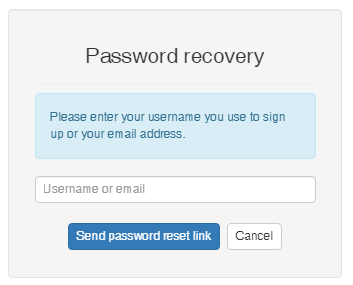 Password recovery
Please enter your username you use to sign
up or your email address.
Username or email
Send password reset link
Cancel